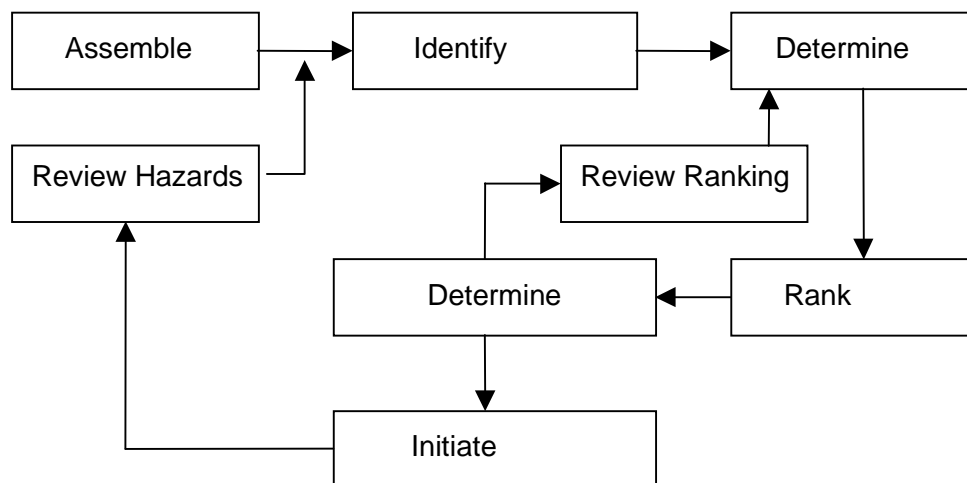 Assemble
Identify
Determine
Review Hazards
Review Ranking
Determine
Rank
Initiate